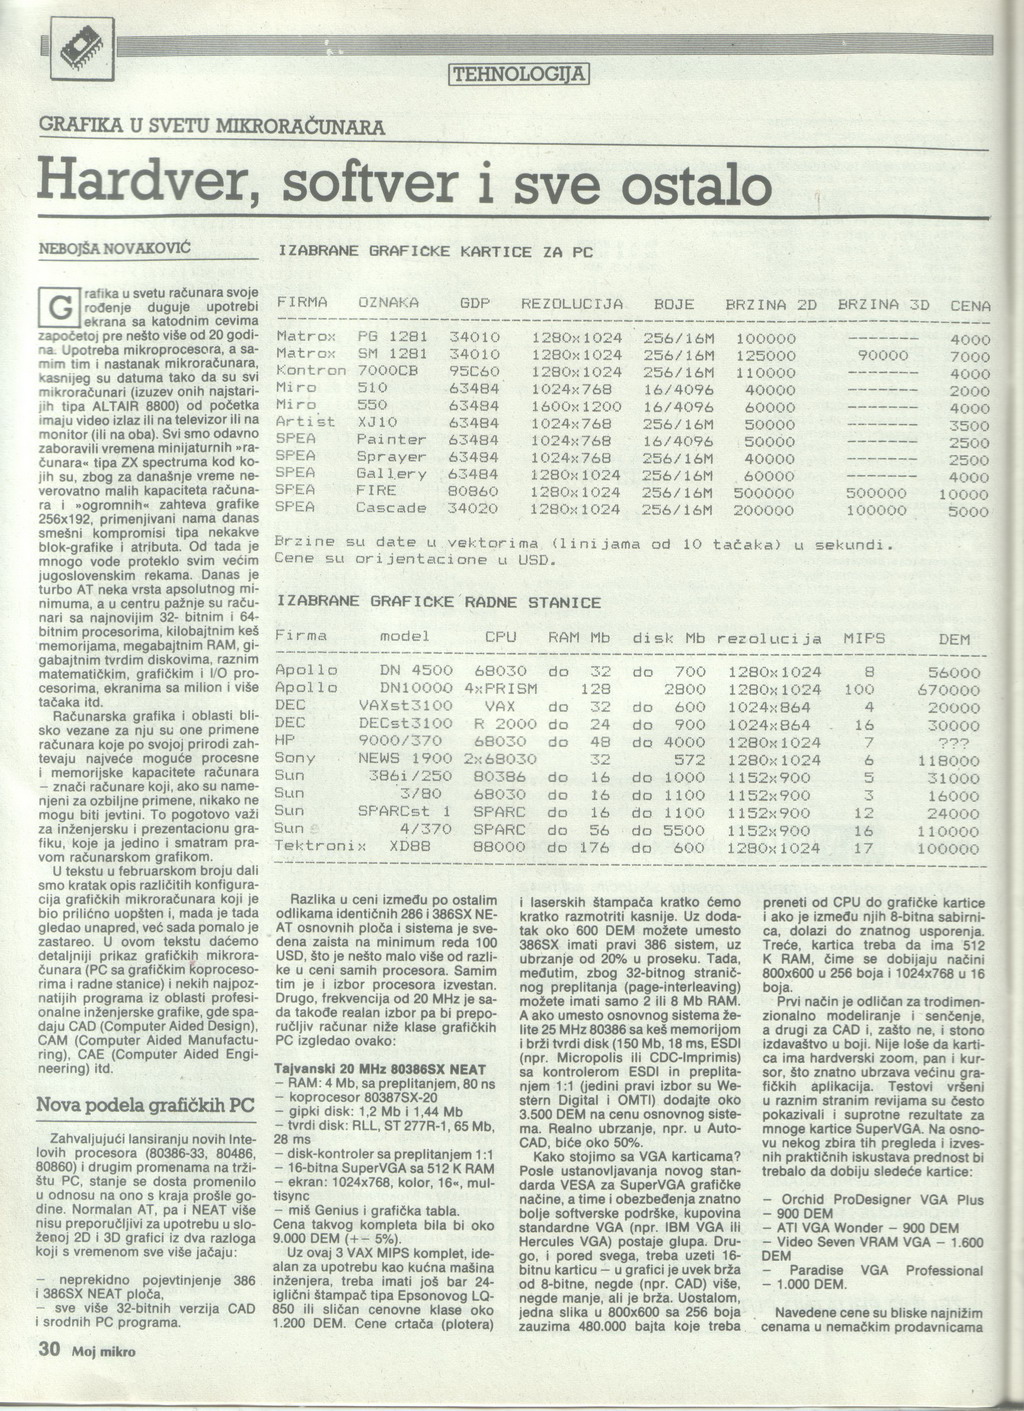 TEHNOLOGIJA
GRAFIKA U SVETU MIKRORAČUNARA
Hardver, softver i sve ostalo
NEBOJŠA NOVAKOVIĆ
Grafika u svetu računara svoje
rođenje duguje upotrebi
ekrana sa katodnim cevima
započetoj pre nešto više od 20 godi-
na. Upotreba mikroprocesora, a sa-
mim tim i nastanak mikroračunara,
kasnijeg su datuma tako da su svi
mikroračunari (izuzev onih najstari-
jih tipa ALTAIR 8800) od početka
imaju video izlaz ili na televizor ili na
monitor (ili na oba). Svi smo odavno
zaboravili vremena minijaturnih »ra-
čunara« tipa ZX spectruma kod ko-
jih su, zbog za današnje vreme ne-
verovatno malih kapaciteta računa-
ra i »ogromnih« zahteva grafike
256x192, primenjivani nama danas
smešni kompromisi tipa nekakve
blok-grafike i atributa. Od tada je
mnogo vode proteklo svim većim
jugoslovenskim rekama. Danas je
turbo AT neka vrsta apsolutnog mi-
nimuma, a u centru pažnje su raču-
nari sa najnovijim 32- bitnim i 64-
bitnim procesorima, kilobajtnim keš
memorijama, megabajtnim RAM, gi-
gabajtnim tvrdim diskovima, raznim
matematičkim, grafičkim i I/O pro-
cesorima, ekranima sa milion i više
tačaka itd.
Računarska grafika i oblasti bli-
sko vezane za nju su one primene
računara koje po svojoj prirodi zah-
tevaju najveće moguće procesne
i memorijske kapacitete računara
– znači računare koji, ako su name-
njeni za ozbiljne primene, nikako ne
mogu biti jevtini. To pogotovo važi
za inženjersku i prezentacionu gra-
fiku, koje ja jedino i smatram pra-
vom računarskom grafikom.
U tekstu u februarskom broju dali
smo kratak opis različitih konfigura-
cija grafičkih mikroračunara koji je
bio prilično uopšten i, mada je tada
gledao unapred, već sada pomalo je
zastareo. U ovom tekstu daćemo
detaljniji prikaz grafičkih mikrora-
čunara (PC sa grafičkim koproceso-
rima i radne stanice) i nekih najpoz-
natijih programa iz oblasti profesi-
onalne inženjerske grafike, gde spa-
daju CAD (Computer Aided Design),
CAM (Computer Aided Manufactu-
ring), CAE (Computer Aided Engi-
neering) itd.
Nova podela grafičkih PC
Zahvaljujući lansiranju novih Inte-
lovih procesora (80386-33, 80486,
80860) i drugim promenama na trži-
štu PC, stanje se dosta promenilo
u odnosu na ono s kraja prošle go-
dine. Normalan AT, pa i NEAT više
nisu preporučljivi za upotrebu u slo-
ženoj 2D i 3D grafici iz dva razloga
koji s vremenom sve više jačaju:
– neprekidno pojevtinjenje 386
i 386SX NEAT ploča,
– sve više 32-bitnih verzija CAD
i srodnih PC programa.
IZABRANE GRAFICKE KARTICE ZA PC
FIRMA OZNAKA GDP REZOLUCIJA BOJE BRZINA 2D BRZINA 3D CENA
Matrox PG 1281 34010 1280x1024 256/16M 100000 -------- 4000
Matrox SM 1281 34010 1280x1024 256/16M 125000 90000 7000
Kontron 7000CB 95C60 1280x1024 256/16M 110000 -------- 4000
Miro 510 63484 1024x768 16/4096 40000 -------- 2000
Miro 550 63484 1600x1200 16/4096 60000 -------- 4000
Artist XJ10 63484 1024x768 256/16M 50000 -------- 3500
SPEA Painter 63484 1024x768 16/4096 50000 -------- 2500
SPEA Sprayer 63484 1024x768 256/16M 40000 -------- 2500
SPEA Gallery 63484 1280x1024 256/16M 60000 -------- 4000
SPEA FIRE 80860 1280x1024 256/16M 500000 500000 10000
SPEA Cascade 34020 1280x1024 256/16M 200000 100000 5000
Brzine su date u vektorima (linijama od 10 tačaka) u sekundi.
Cene su orijentacione u USD.
IZABRANE GRAFICKE RADNE STANICE
Firma model CPU RAM Mb disk Mb rezolucija MIPS DEM
Apollo DN 4500 68030 do 32 do 700 1280x1024 8 56000
Apollo DN10000 4xPRISM 128 2800 1280x1024 100 670000
DEC VAXst3100 VAX do 32 do 600 1024x864 4 20000
DEC DECst3100 R 2000 do 24 do 900 1024x864 16 30000
HP 9000/370 68030 do 48 do 4000 1280x1024 7 ???
Sony NEWS 1900 2x68030 32 572 1280x1024 6 118000
Sun 386i/250 80386 do 16 do 1000 1152x900 5 31000
Sun 3/80 68030 do 16 do 1100 1152x900 3 16000
Sun SPARCst 1 SPARC do 16 do 1100 1152x900 12 24000
Sun 4/370 SPARC do 56 do 5500 1152x900 16 110000
Tektronix XD88 88000 do 176 do 600 1280x1024 17 100000
Razlika u ceni između po ostalim
odlikama identičnih 286 i 386SX NE-
AT osnovnih ploča i sistema je sve-
dena zaista na minimum reda 100
USD, što je nešto malo više od razli-
ke u ceni samih procesora. Samim
tim je i izbor procesora izvestan.
Drugo, frekvencija od 20 MHz je sa-
da takođe realan izbor pa bi prepo-
ručljiv računar niže klase grafičkih
PC izgledao ovako:
Tajvanski 20 MHz 80386SX NEAT
– RAM: 4 Mb, sa preplitanjem, 80 ns
– koprocesor 80387SX-20
– gipki disk: 1,2 Mb i 1,44 Mb
– tvrdi disk: RLL, ST 277R-1, 65 Mb,
28 ms
– disk-kontroler sa preplitanjem 1:1
– 16-bitna SuperVGA sa 512 K RAM
– ekran: 1024x768, kolor, 16«, mul-
tisync
– miš Genius i grafička tabla.
Cena takvog kompleta bila bi oko
9.000 DEM (+– 5%).
Uz ovaj 3 VAX MIPS komplet, ide-
alan za upotrebu kao kućna mašina
inženjera, treba imati još bar 24-
iglični štampač tipa Epsonovog LQ-
850 ili sličan cenovne klase oko
1.200 DEM. Cene crtača (plotera)
i laserskih štampača kratko ćemo
kratko razmotriti kasnije. Uz doda-
tak oko 600 DEM možete umesto
386SX imati pravi 386 sistem, uz
ubrzanje od 20% u proseku. Tada,
međutim, zbog 32-bitnog stranič-
nog preplitanja (page-interleaving)
možete imati samo 2 ili 8 Mb RAM.
A ako umesto osnovnog sistema že-
lite 25 MHz 80386 sa keš memorijom
i brži tvrdi disk (150 Mb, 18 ms, ESDI
(npr. Micropolis ili CDC-Imprimis)
sa kontrolerom ESDI in preplita-
njem 1:1 (jedini pravi izbor su We-
stern Digital i OMTI) dodajte oko
3.500 DEM na cenu osnovnog siste-
ma. Realno ubrzanje, npr. u Auto-
CAD, biće oko 50%.
Kako stojimo sa VGA karticama?
Posle ustanovljavanja novog stan-
darda VESA za SuperVGA grafičke
načine, a time i obezbeđenja znatno
bolje softverske podrške, kupovina
standardne VGA (npr. IBM VGA ili
Hercules VGA) postaje glupa. Dru-
go, i pored svega, treba uzeti 16-
bitnu karticu – u grafici je uvek brža
od 8-bitne, negde (npr. CAD) više,
negde manje, ali je brža. Uostalom,
jedna slika u 800x600 sa 256 boja
zauzima 480.000 bajta koje treba
preneti od CPU do grafičke kartice
i ako je između njih 8-bitna sabirni-
ca, dolazi do znatnog usporenja.
Treće, kartica treba da ima 512
K RAM, čime se dobijaju načini
800x600 u 256 boja i 1024x768 u 16
boja.
Prvi način je odličan za trodimen-
zionalno modeliranje i senčenje,
a drugi za CAD i, zašto ne, i stono
izdavaštvo u boji. Nije loše da karti-
ca ima hardverski zoom, pan i kur-
sor, što znatno ubrzava većinu gra-
fičkih aplikacija. Testovi vršeni
u raznim stranim revijama su često
pokazivali i suprotne rezultate za
mnoge kartice SuperVGA. Na osno-
vu nekog zbira tih pregleda i izves-
nih praktičnih iskustava prednost bi
trebalo da dobiju sledeće kartice:
– Orchid ProDesigner VGA Plus
– 900 DEM
– ATI VGA Wonder – 900 DEM
– Video Seven VRAM VGA – 1.600
DEM
– Paradise VGA Professional
– 1.000 DEM.
Navedene cene su bliske najnižim
cenama u nemačkim prodavnicama
30 Moj mikro